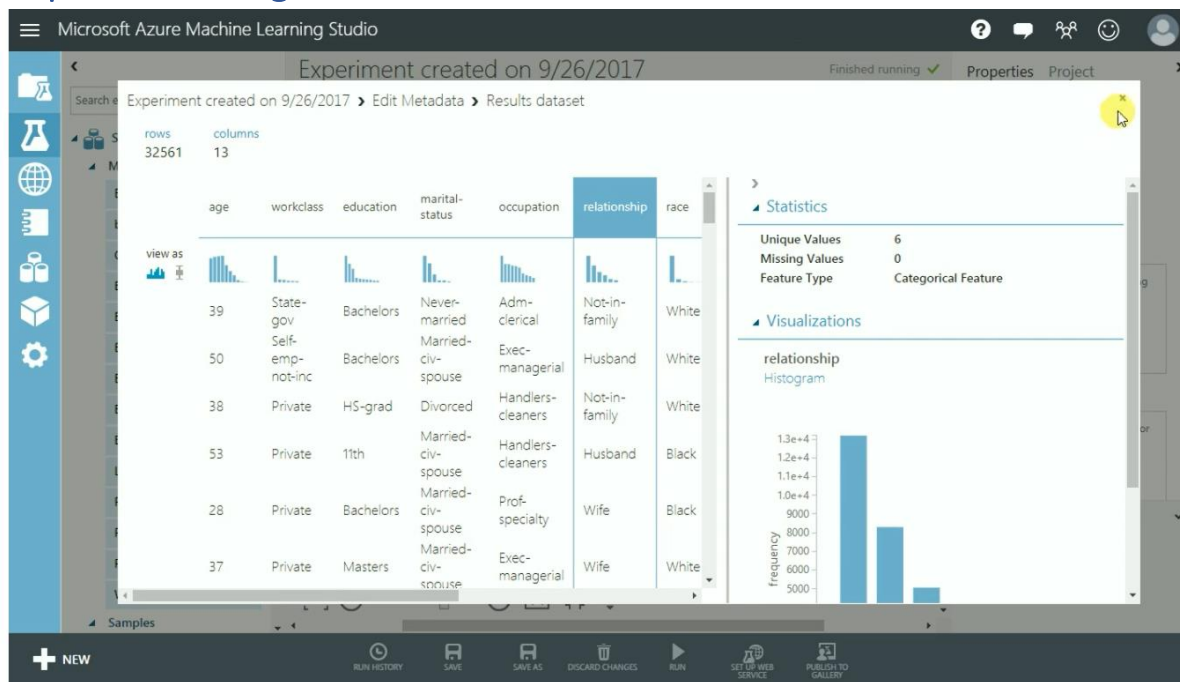 Microsoft Azure Machine Learning Studio
Experiment created on 9/26/2017
Finished running
Properties Project
Search e
Experiment created on 9/26/2017 > Edit Metadata > Results dataset
rows columns
32561 13
age workclass education marital-status occupation relationship race
view as
39 State-gov Bachelors Never-married Adm-clerical Not-in-family White
50 Self-emp-not-inc Bachelors Married-civ-spouse Exec-managerial Husband White
38 Private HS-grad Divorced Handlers-cleaners Not-in-family White
53 Private 11th Married-civ-spouse Handlers-cleaners Husband Black
28 Private Bachelors Married-civ-spouse Prof-specialty Wife Black
37 Private Masters Married-civ-spouse Exec-managerial Wife White
Statistics
Unique Values 6
Missing Values 0
Feature Type Categorical Feature
Visualizations
relationship
Histogram
1.3e+4
1.2e+4
1.1e+4
1.0e+4
9000
8000
7000
6000
5000
frequency
Samples
NEW
RUN HISTORY
SAVE
SAVE AS
DISCARD CHANGES
RUN
SET UP WEB SERVICE
PUBLISH TO GALLERY